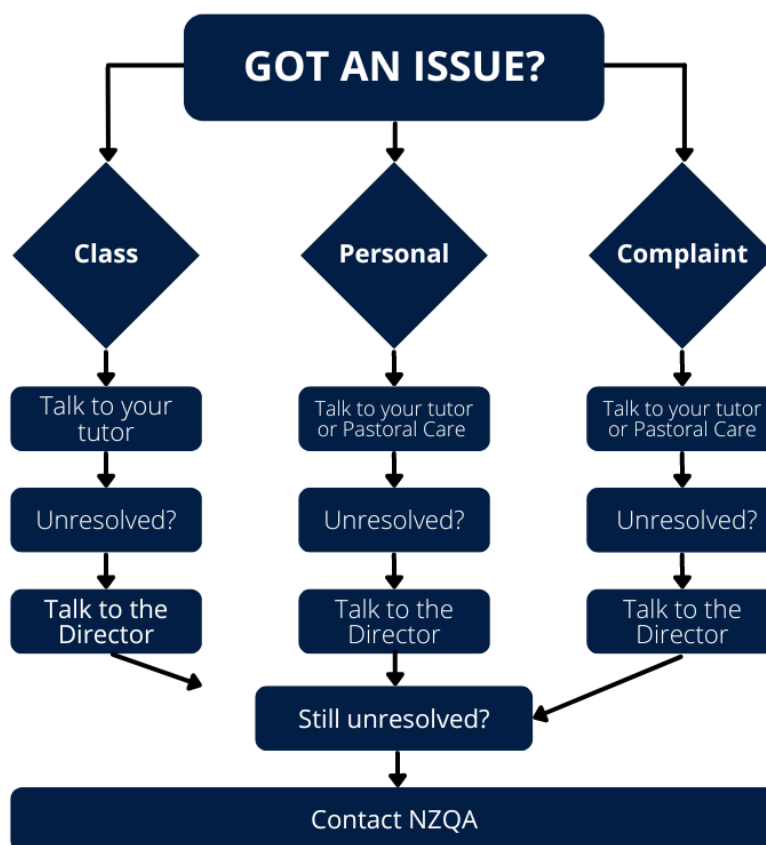 GOT AN ISSUE?
Class
Personal
Complaint
Talk to your
tutor
Talk to your tutor
or Pastoral Care
Talk to your tutor
or Pastoral Care
Unresolved?
Unresolved?
Unresolved?
Talk to the
Director
Talk to the
Director
Talk to the
Director
Still unresolved?
Contact NZQA